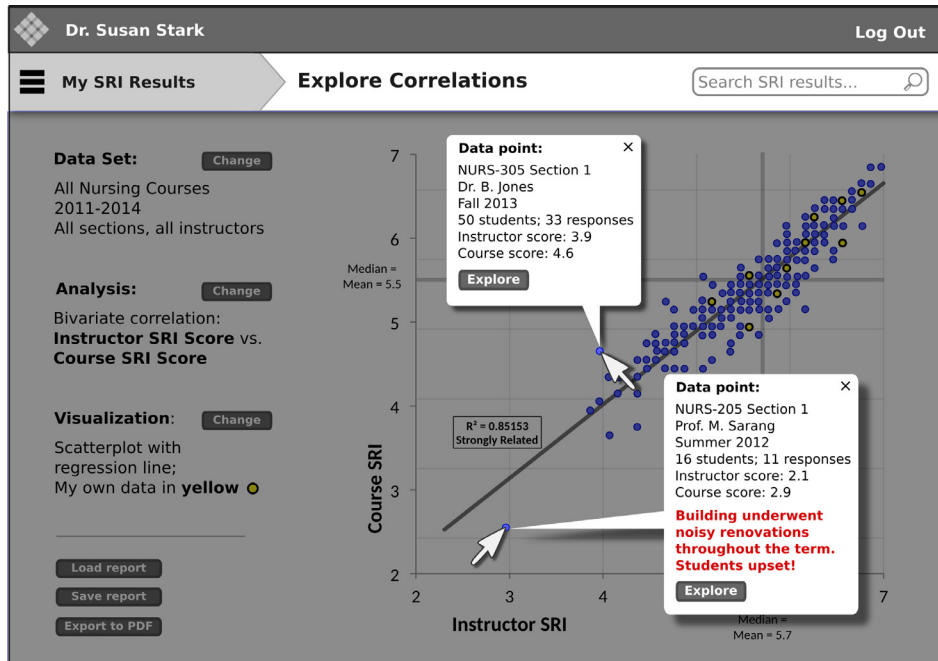 Dr. Susan Stark
Log Out
My SRI Results
Explore Correlations
Search SRI results...
Data Set:
Change
All Nursing Courses
2011-2014
All sections, all instructors
Analysis:
Change
Bivariate correlation:
Instructor SRI Score vs.
Course SRI Score
Visualization:
Change
Scatterplot with
regression line;
My own data in yellow
Load report
Save report
Export to PDF
7
6
5
4
3
2
Course SRI
Median =
Mean = 5.5
R² = 0.85153
Strongly Related
Data point:
×
NURS-305 Section 1
Dr. B. Jones
Fall 2013
50 students; 33 responses
Instructor score: 3.9
Course score: 4.6
Explore
Data point:
×
NURS-205 Section 1
Prof. M. Sarang
Summer 2012
16 students; 11 responses
Instructor score: 2.1
Course score: 2.9
Building underwent
noisy renovations
throughout the term.
Students upset!
Explore
2
3
4
7
Instructor SRI
Median =
Mean = 5.7